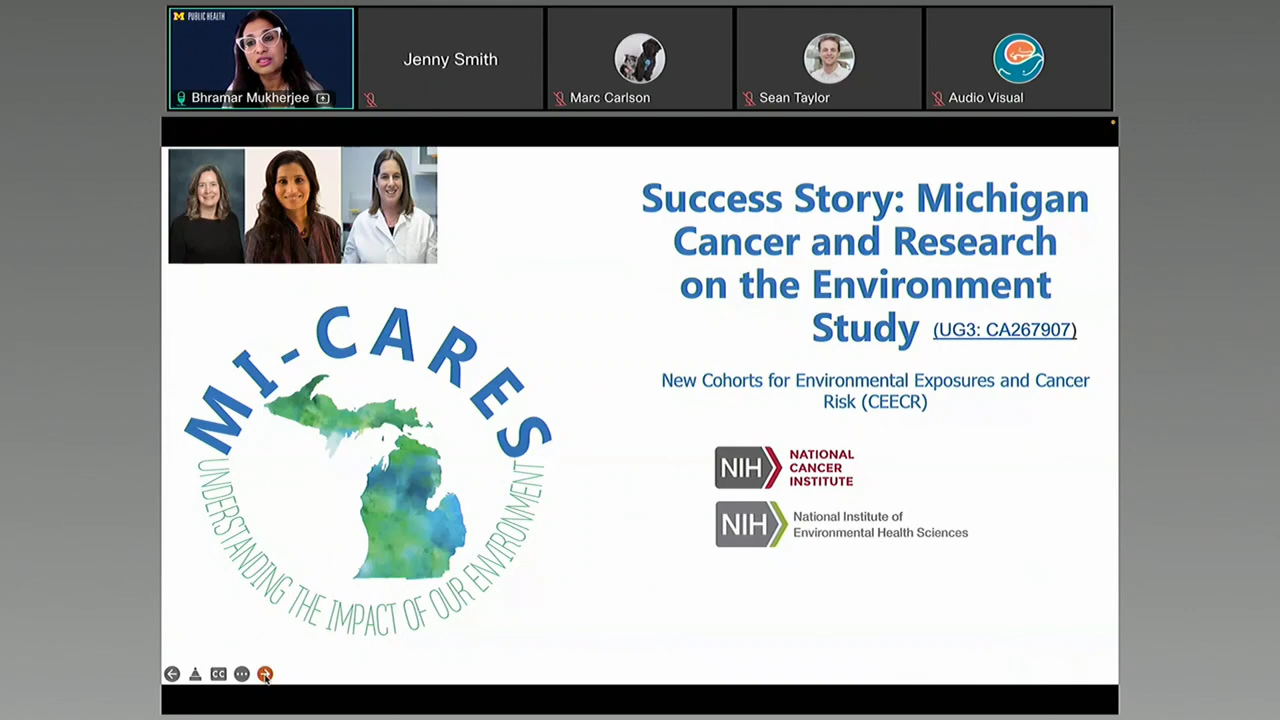 M PUBLIC HEALTH
Bhramar Mukherjee
Jenny Smith
Marc Carlson
Sean Taylor
Audio Visual
Success Story: Michigan
Cancer and Research
on the Environment
Study (UG3: CA267907)
New Cohorts for Environmental Exposures and Cancer
Risk (CEECR)
MI-CARES
UNDERSTANDING THE IMPACT OF OUR ENVIRONMENT
NIH NATIONAL
CANCER
INSTITUTE
NIH National Institute of
Environmental Health Sciences
CC